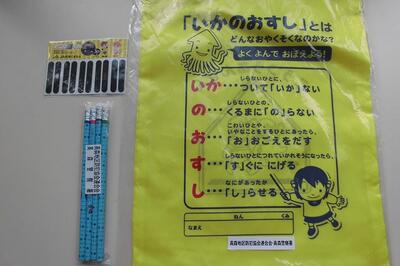 「いかのおすし」とは
どんなおやくそくなのかな?
よくよんで おぼえよう!
しらないひとに、
いか…ついて「いか」ない
しらないひとの、
の…くるまに「の」らない
こわいひとや、
いやなことをするひとにあったら、
お…「お」おごえをだす
しらないひとにつれていかれそうになったら、
す…「す」ぐに にげる
なにがあったか
し…「し」らせる
ねん くみ
なまえ